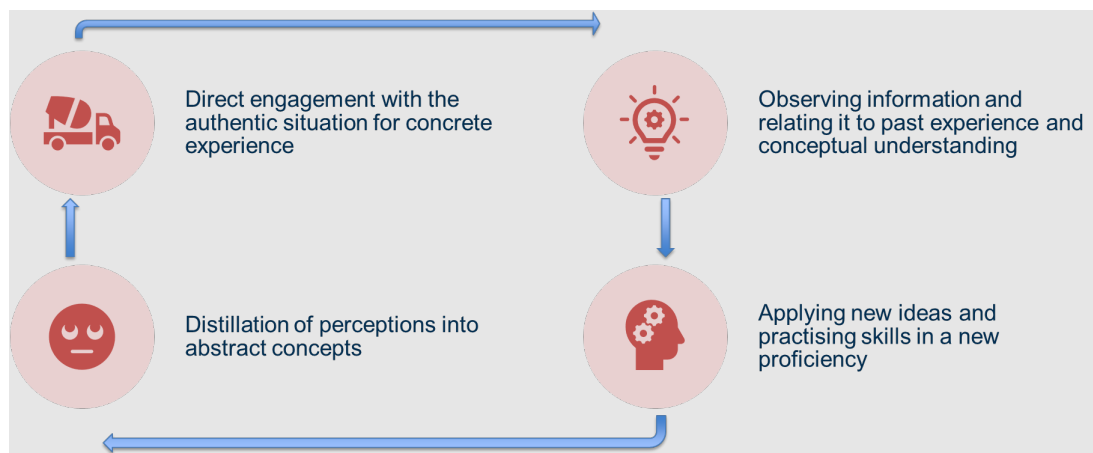 Direct engagement with the
authentic situation for concrete
experience
Observing information and
relating it to past experience and
conceptual understanding
Distillation of perceptions into
abstract concepts
Applying new ideas and
practising skills in a new
proficiency